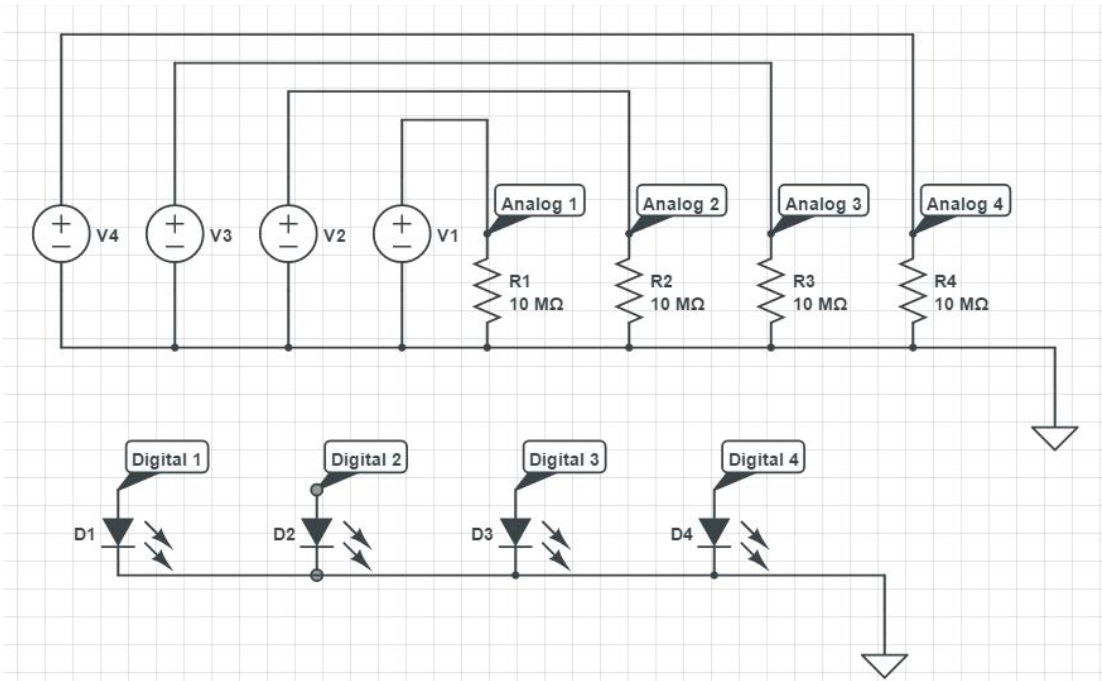 Analog 1
Analog 2
Analog 3
Analog 4
V4
V3
V2
V1
R1
10 MΩ
R2
10 MΩ
R3
10 MΩ
R4
10 MΩ
Digital 1
Digital 2
Digital 3
Digital 4
D1
D2
D3
D4